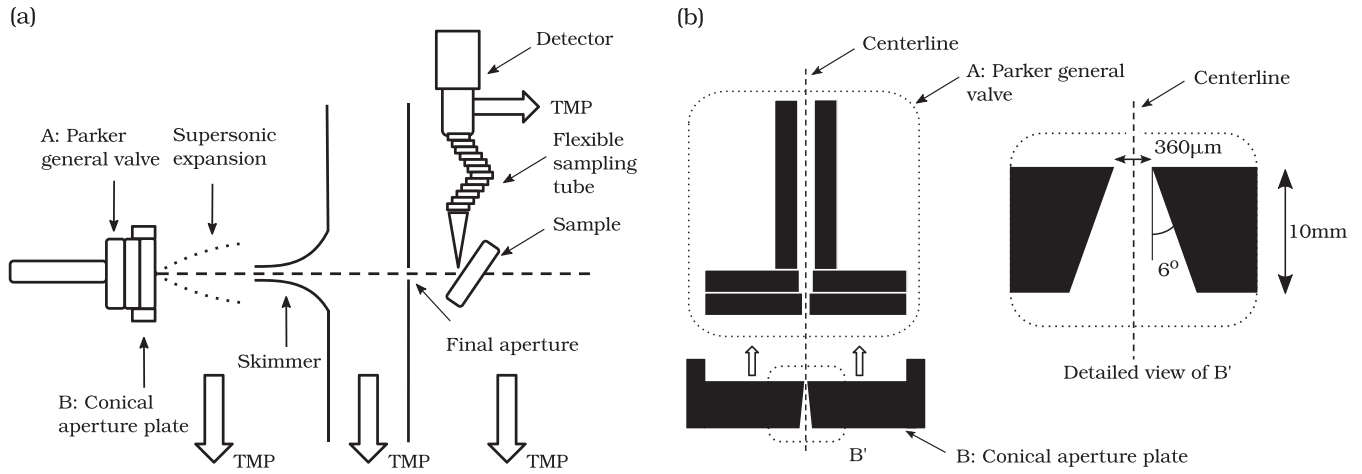 (a)
Detector
TMP
A: Parker
general valve
Supersonic
expansion
Flexible
sampling
tube
Sample
Skimmer
Final aperture
B: Conical
aperture plate
TMP
TMP
TMP
(b)
Centerline
A: Parker general
valve
Centerline
360μm
10mm
6o
Detailed view of B'
B'
B: Conical aperture plate